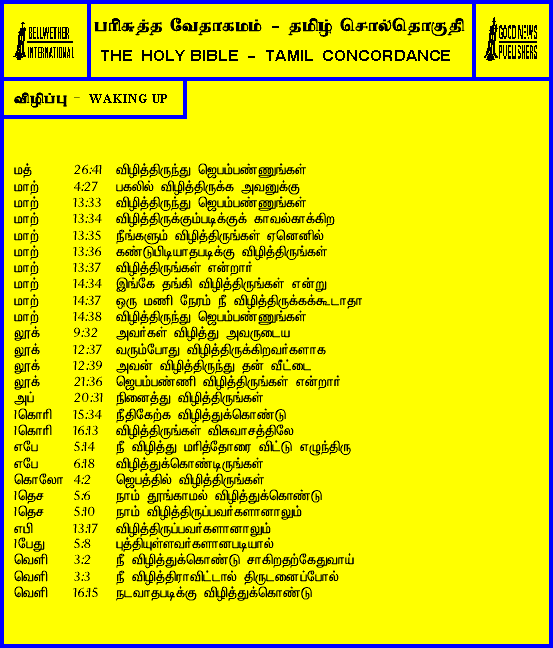 BELLWETHER
INTERNATIONAL
பரிசுத்த வேதாகமம் - தமிழ் சொல்தொகுதி
THE HOLY BIBLE - TAMIL CONCORDANCE
GOOD NEWS
PUBLISHERS
விழிப்பு - WAKING UP
மத் 26:41 விழித்திருந்து ஜெபம்பண்ணுங்கள்
மாற் 4:27 பகலில் விழித்திருக்க அவனுக்கு
மாற் 13:33 விழித்திருந்து ஜெபம்பண்ணுங்கள்
மாற் 13:34 விழித்திருக்கும்படிக்குக் காவல்காக்கிற
மாற் 13:35 நீங்களும் விழித்திருங்கள் ஏனெனில்
மாற் 13:36 கண்டுபிடியாதபடிக்கு விழித்திருங்கள்
மாற் 13:37 விழித்திருங்கள் என்றார்
மாற் 14:34 இங்கே தங்கி விழித்திருங்கள் என்று
மாற் 14:37 ஒரு மணி நேரம் நீ விழித்திருக்கக்கூடாதா
மாற் 14:38 விழித்திருந்து ஜெபம்பண்ணுங்கள்
லூக் 9:32 அவர்கள் விழித்து அவருடைய
லூக் 12:37 வரும்போது விழித்திருக்கிறவர்களாக
லூக் 12:39 அவன் விழித்திருந்து தன் வீட்டை
லூக் 21:36 ஜெபம்பண்ணி விழித்திருங்கள் என்றார்
அப் 20:31 நினைத்து விழித்திருங்கள்
1கொரி 15:34 நீதிகேற்க விழித்துக்கொண்டு
1கொரி 16:13 விழித்திருங்கள் விசுவாசத்திலே
எபே 5:14 நீ விழித்து மரித்தோரை விட்டு எழுந்திரு
எபே 6:18 விழித்துக்கொண்டிருங்கள்
கொலோ 4:2 ஜெபத்தில் விழித்திருங்கள்
1தெச 5:6 நாம் தூங்காமல் விழித்துக்கொண்டு
1தெச 5:10 நாம் விழித்திருப்பவர்களானாலும்
எபி 13:17 விழித்திருப்பவர்களானாலும்
1பேது 5:8 புத்தியுள்ளவர்களானபடியால்
வெளி 3:2 நீ விழித்துக்கொண்டு சாகிறதற்கேதுவாய்
வெளி 3:3 நீ விழித்திராவிட்டால் திருடனைப்போல்
வெளி 16:15 நடவாதபடிக்கு விழித்துக்கொண்டு